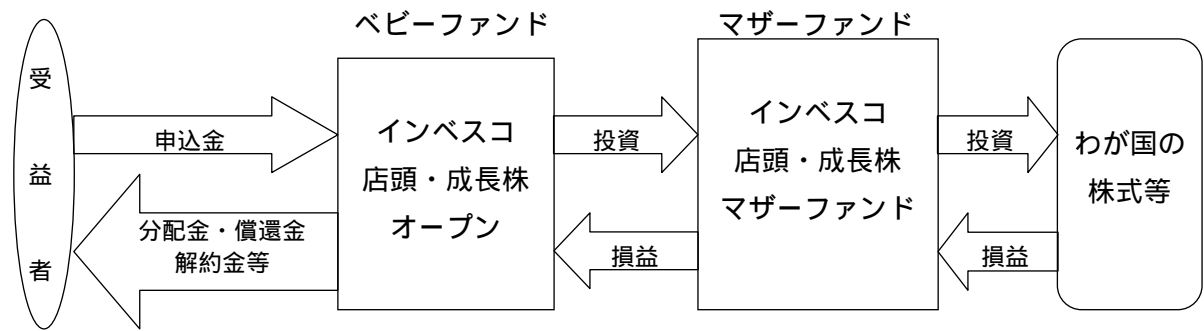 ベビーファンド
マザーファンド
受
益
者
申込金
分配金・償還金
解約金等
インベスコ
店頭・成長株
オープン
投資
損益
インベスコ
店頭・成長株
マザーファンド
投資
損益
わが国の
株式等